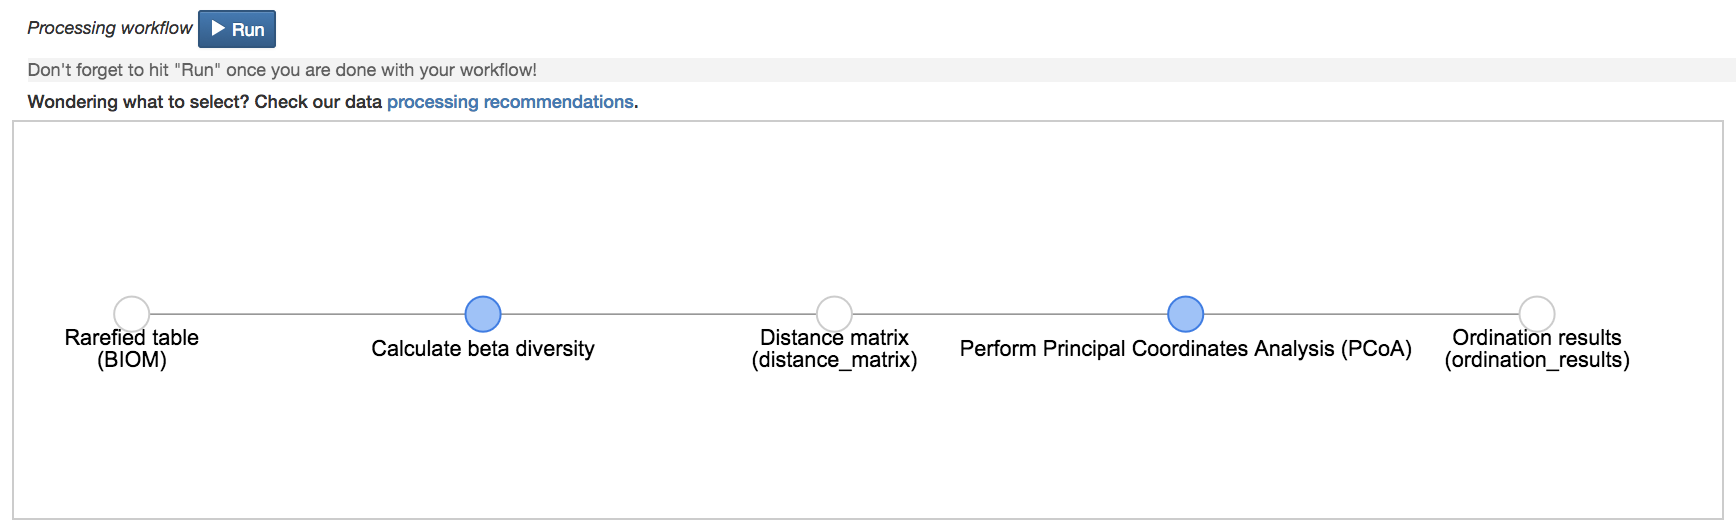 Processing workflow Run
Don't forget to hit "Run" once you are done with your workflow!
Wondering what to select? Check our data processing recommendations.
Rarefied table
(BIOM)
Calculate beta diversity
Distance matrix
(distance_matrix)
Perform Principal Coordinates Analysis (PCoA)
Ordination results
(ordination_results)